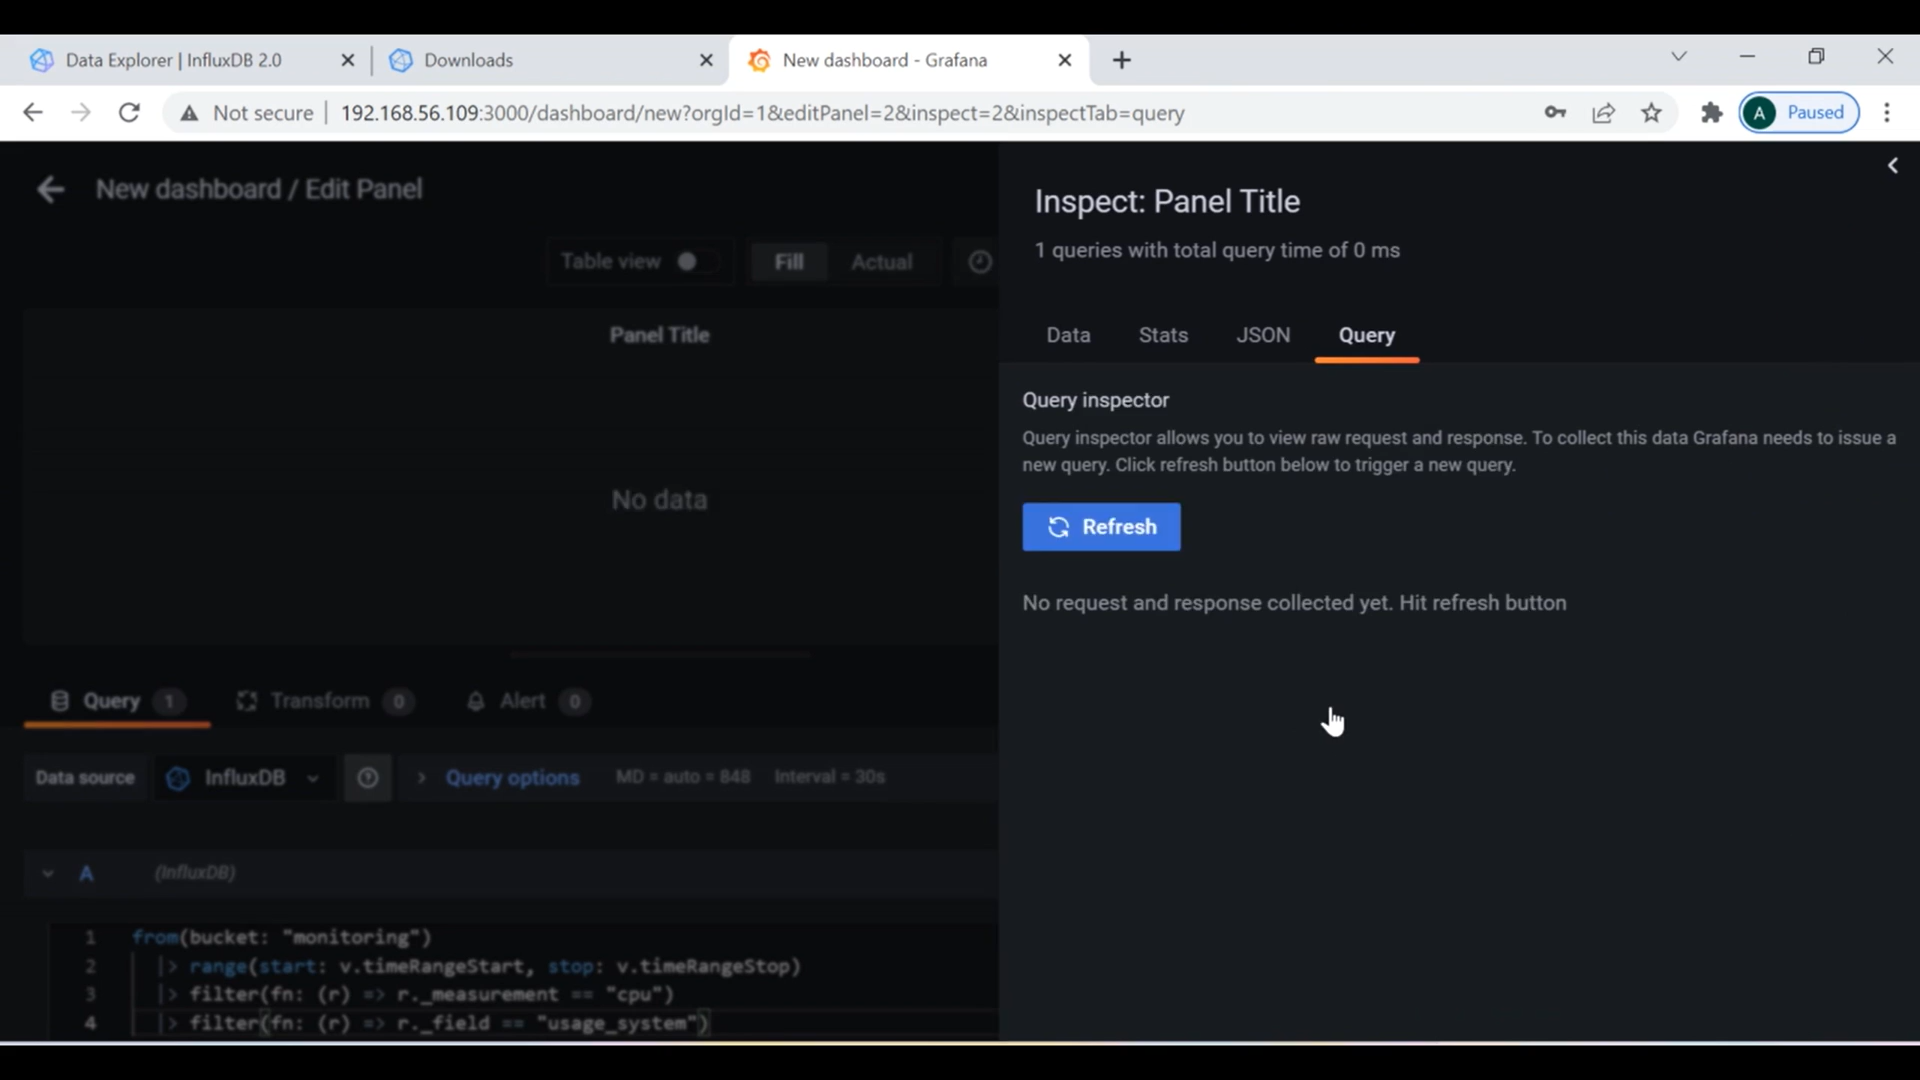 Data Explorer | InfluxDB 2.0
Downloads
New dashboard - Grafana
Not secure
192.168.56.109:3000/dashboard/new?orgId=1&editPanel=2&inspect=2&inspectTab=query
A
Paused
New dashboard / Edit Panel
Table view
Fill
Actual
Panel Title
No data
Query 1
Transform 0
Alert 0
Data source
InfluxDB
Query options
MD = auto = 848
Interval = 30s
A
(InfluxDB)
1 from(bucket: "monitoring")
2 |> range(start: v.timeRangeStart, stop: v.timeRangeStop)
3 |> filter(fn: (r) => r._measurement == "cpu")
4 |> filter(fn: (r) => r._field == "usage_system")
Inspect: Panel Title
1 queries with total query time of 0 ms
Data
Stats
JSON
Query
Query inspector
Query inspector allows you to view raw request and response. To collect this data Grafana needs to issue a
new query. Click refresh button below to trigger a new query.
Refresh
No request and response collected yet. Hit refresh button